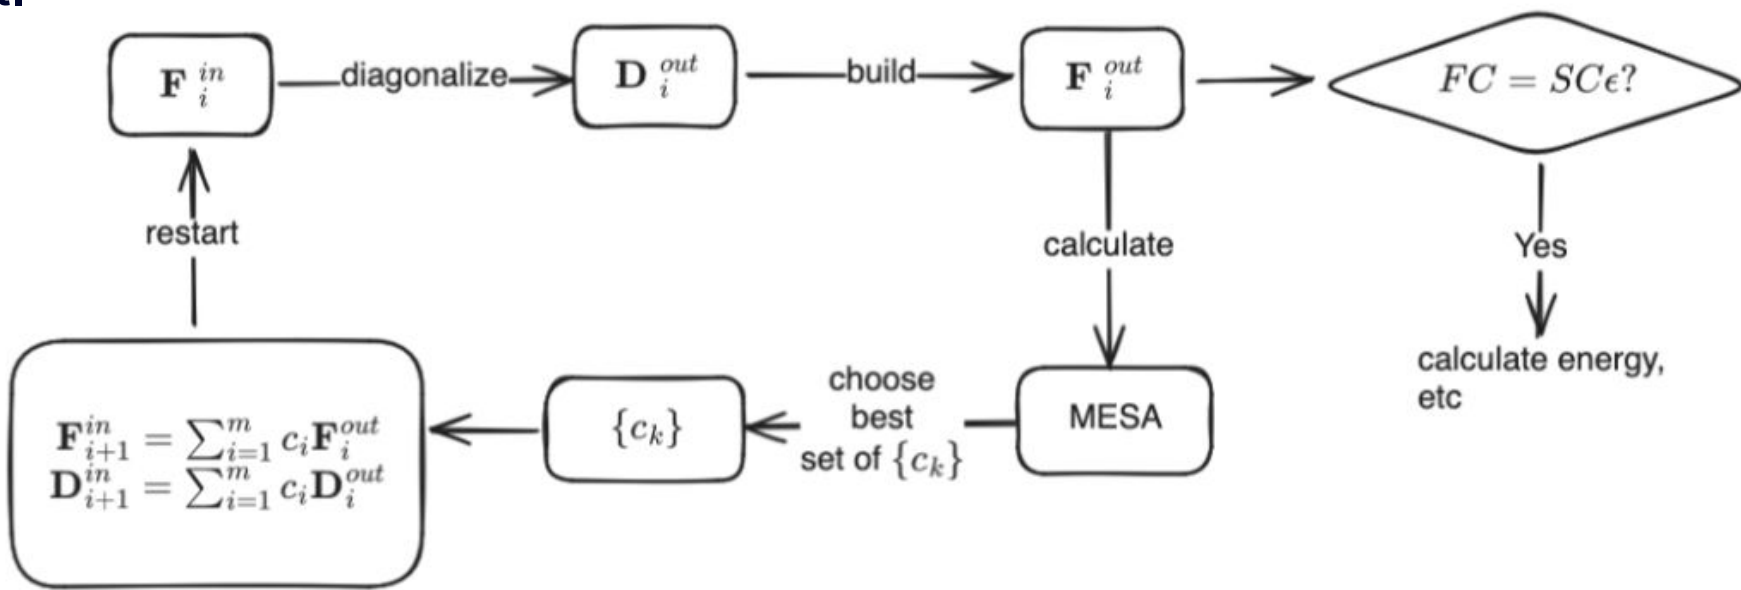 F_i^{in}
diagonalize
D_i^{out}
build
F_i^{out}
FC = SCϵ?
restart
calculate
Yes
calculate energy,
etc
F_{i+1}^{in} = ∑_{i=1}^{m} c_i F_i^{out}
D_{i+1}^{in} = ∑_{i=1}^{m} c_i D_i^{out}
{c_k}
choose
best
set of {c_k}
MESA